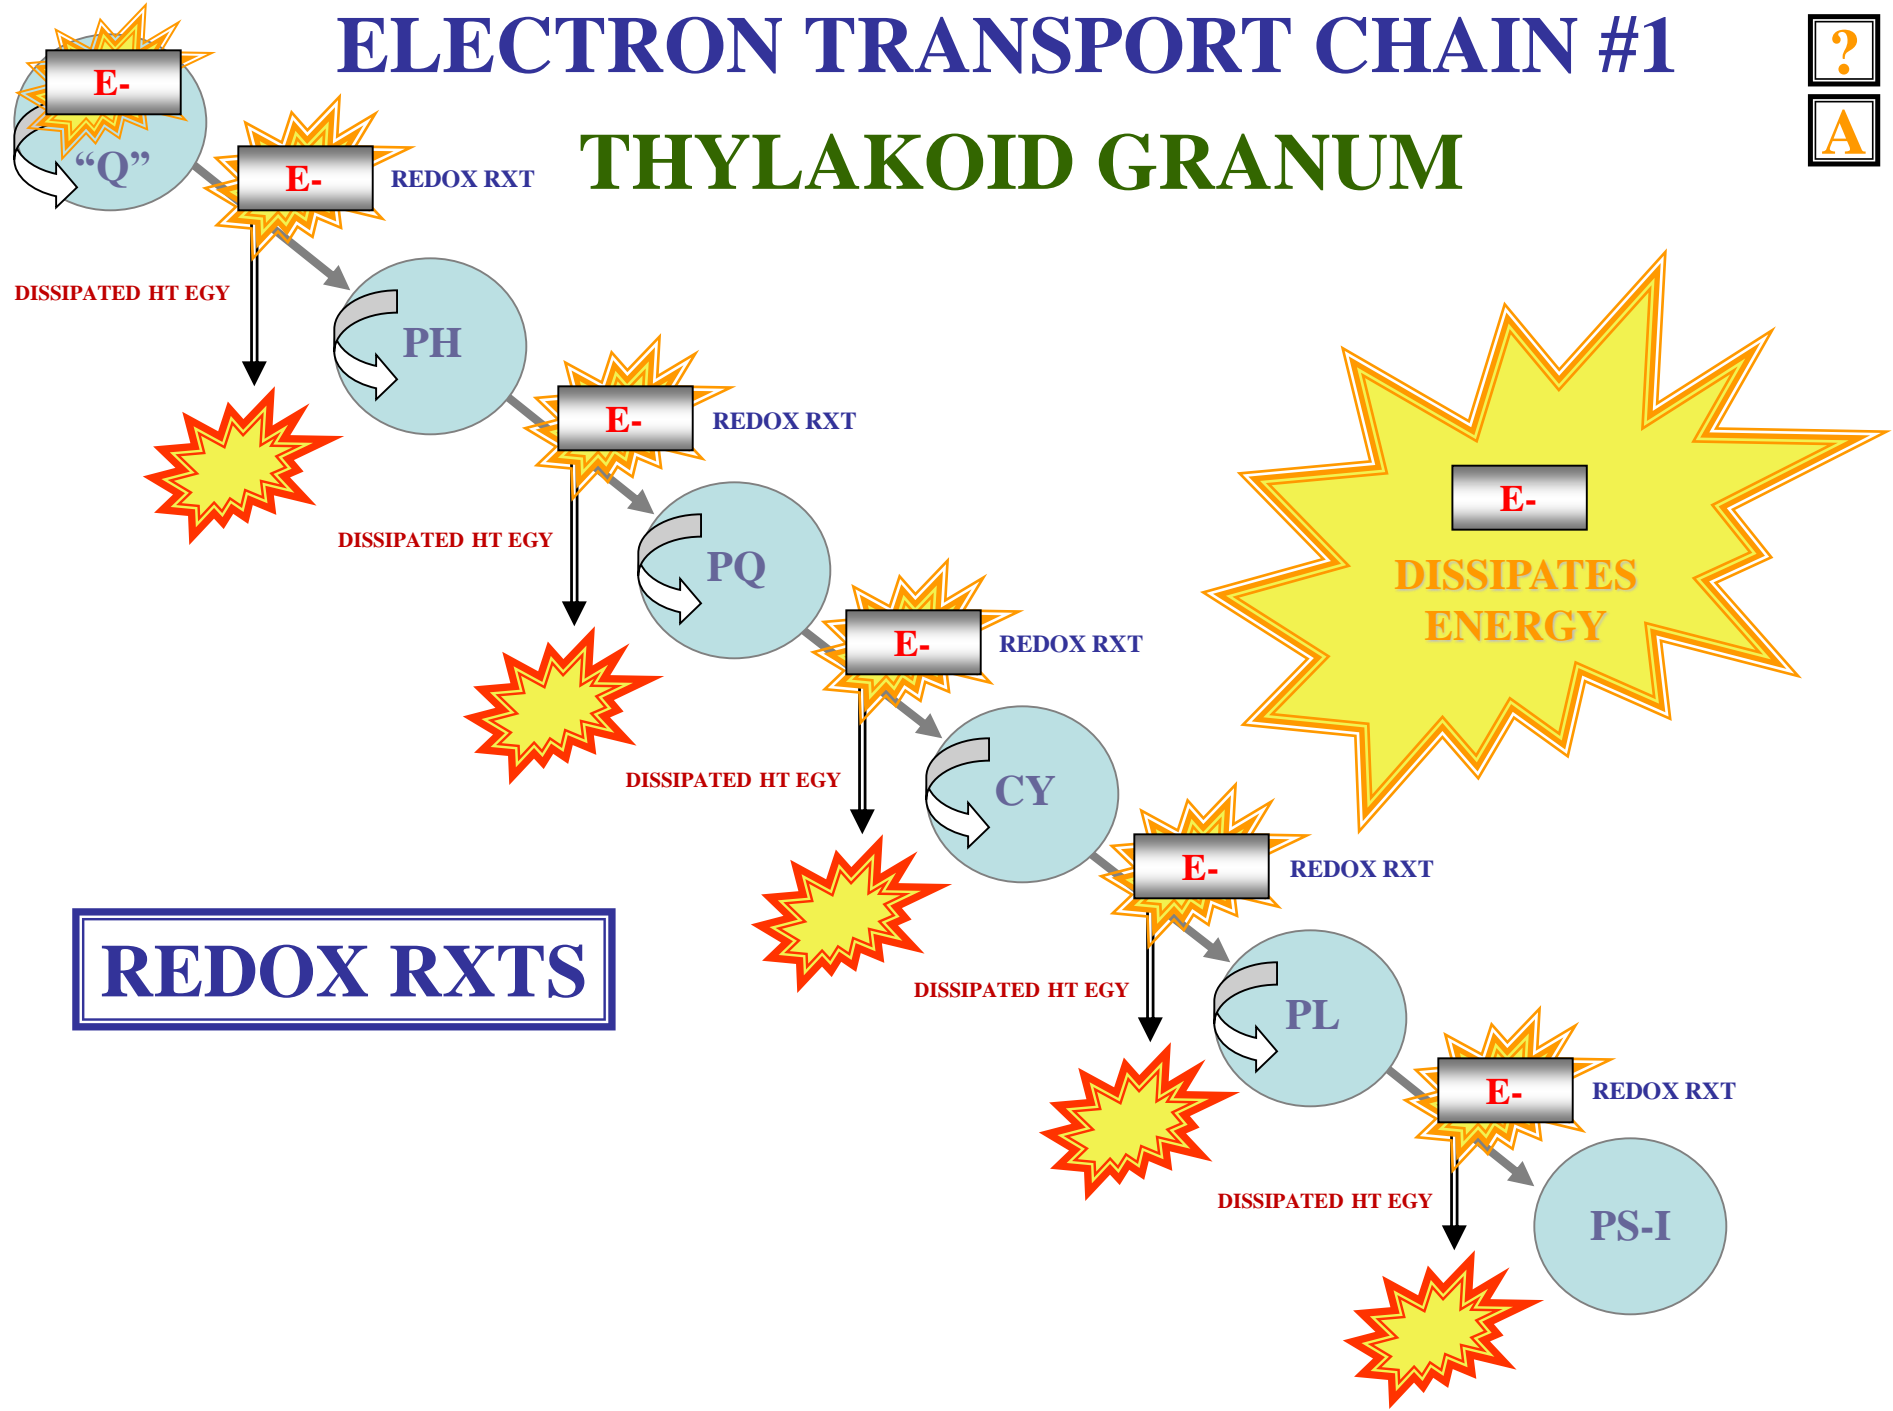 ELECTRON TRANSPORT CHAIN #1
?
E-
THYLAKOID GRANUM
A
"Q"
E-
REDOX RXT
DISSIPATED HT EGY
PH
E-
REDOX RXT
E-
DISSIPATED HT EGY
PQ
DISSIPATES
ENERGY
E-
REDOX RXT
DISSIPATED HT EGY
CY
E-
REDOX RXT
REDOX RXTS
DISSIPATED HT EGY
PL
E-
REDOX RXT
DISSIPATED HT EGY
PS-I